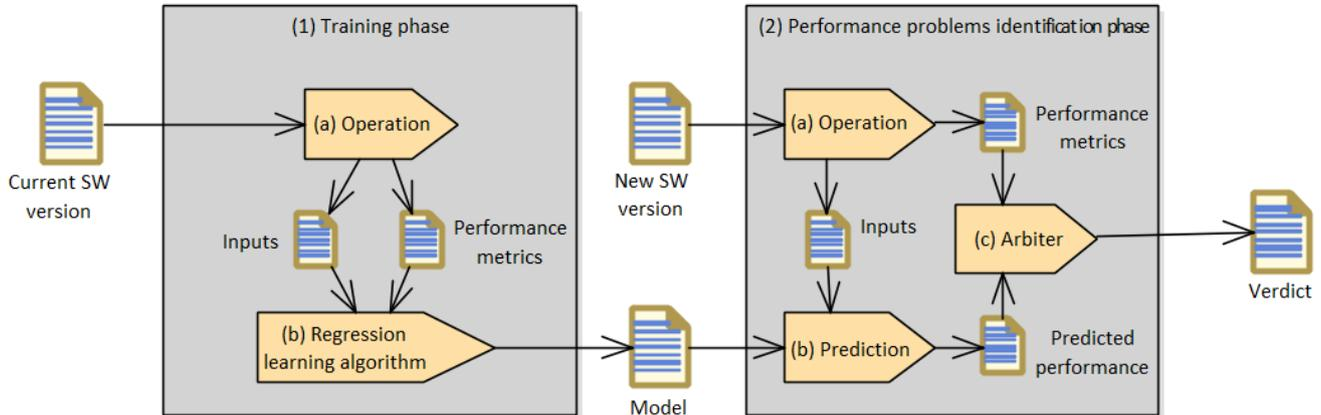 (1) Training phase
(2) Performance problems identification phase
Current SW
version
(a) Operation
Inputs
Performance
metrics
(b) Regression
learning algorithm
New SW
version
Model
(a) Operation
Performance
metrics
Inputs
(c) Arbiter
(b) Prediction
Predicted
performance
Verdict